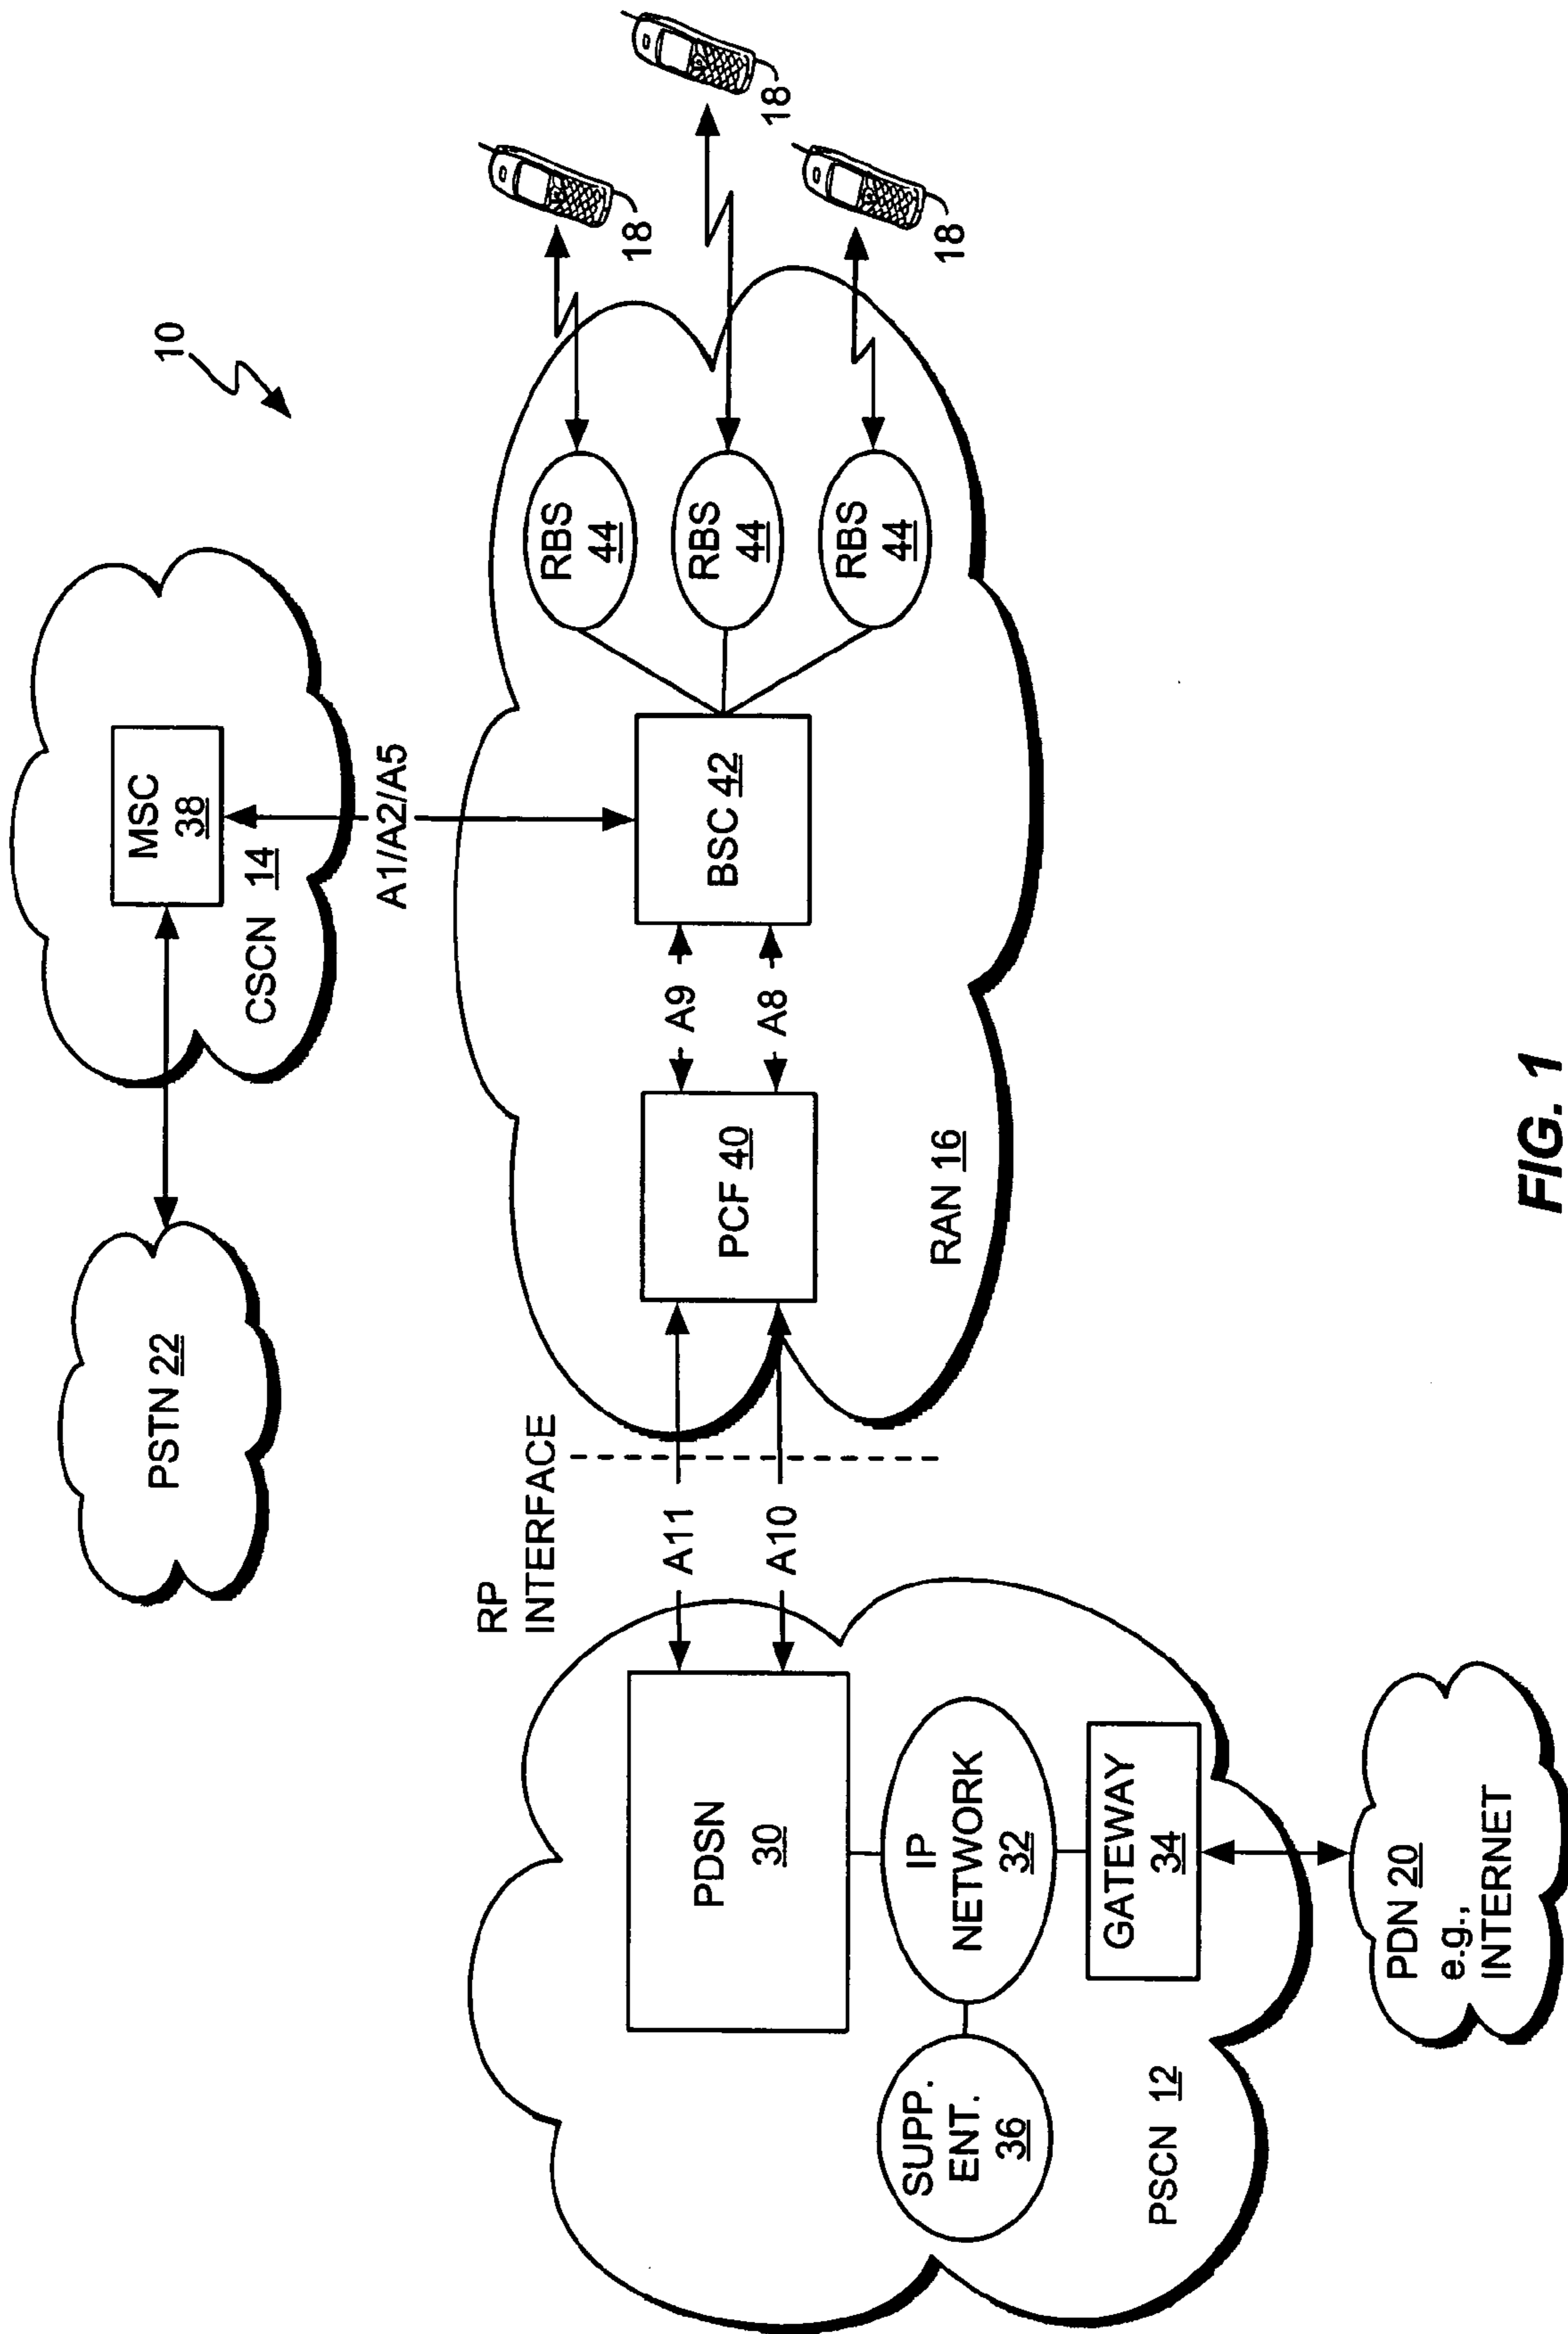 10
PSTN 22
MSC
38
CSCN 14
A1/A2/A5
RP
INTERFACE
A11
A10
PCF 40
A9
A8
BSC 42
RBS
44
RBS
44
RBS
44
18
18
18
RAN 16
PDSN
30
IP
NETWORK
32
SUPP.
ENT.
36
GATEWAY
34
PSCN 12
PDN 20
e.g.,
INTERNET
FIG. 1